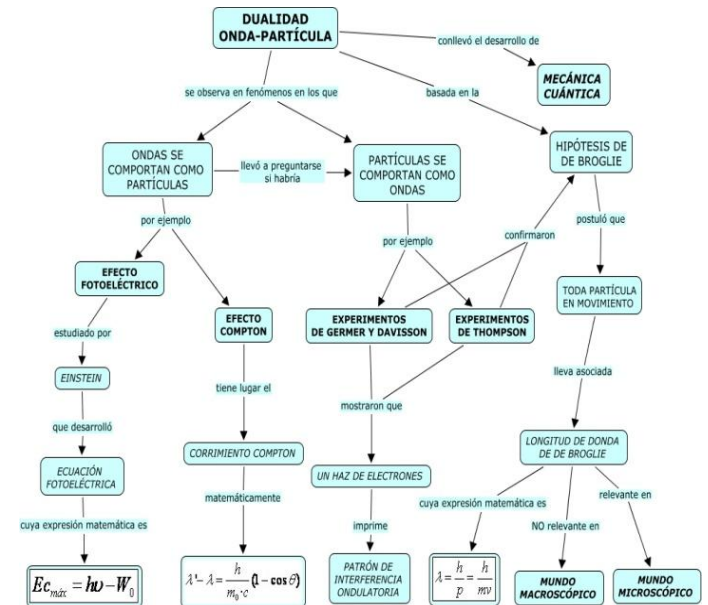 DUALIDAD
ONDA-PARTÍCULA
conllevó el desarrollo de
MECÁNICA
CUÁNTICA
se observa en fenómenos en los que
basada en la
ONDAS SE
COMPORTAN COMO
PARTÍCULAS
llevó a preguntarse
si habría
PARTÍCULAS SE
COMPORTAN COMO
ONDAS
HIPÓTESIS DE
DE BROGLIE
por ejemplo
por ejemplo
confirmaron
postuló que
EFECTO
FOTOELÉCTRICO
EFECTO
COMPTON
EXPERIMENTOS
DE GERMER Y DAVISSON
EXPERIMENTOS
DE THOMPSON
TODA PARTÍCULA
EN MOVIMIENTO
estudiado por
tiene lugar el
mostraron que
lleva asociada
EINSTEIN
que desarrolló
CORRIMIENTO COMPTON
UN HAZ DE ELECTRONES
LONGITUD DE DONDA
DE DE BROGLIE
ECUACIÓN
FOTOELÉCTRICA
matemáticamente
imprime
cuya expresión matemática es
NO relevante en
relevante en
cuya expresión matemática es
Ec_máx = hυ – W₀
λ' – λ = h / (m₀·c) (1 – cos θ)
PATRÓN DE
INTERFERENCIA
ONDULATORIA
λ = h/p = h/mv
MUNDO
MACROSCÓPICO
MUNDO
MICROSCÓPICO